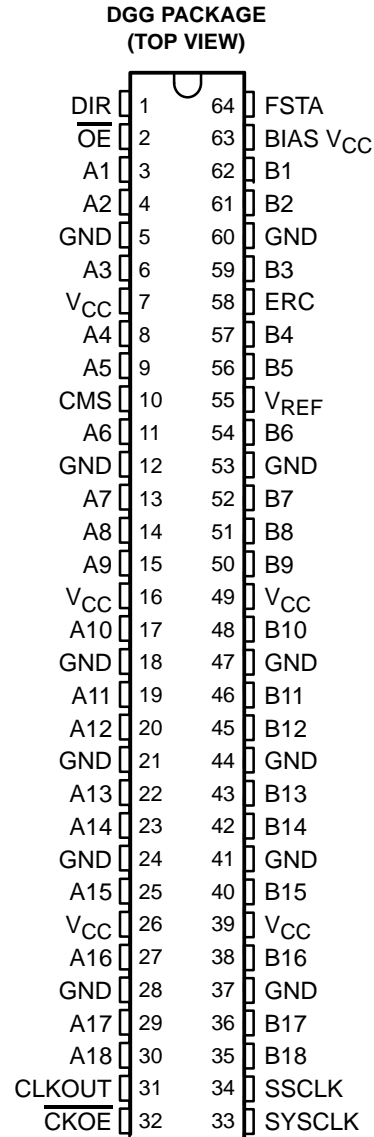 DGG PACKAGE
(TOP VIEW)
DIR 1 64 FSTA
OE 2 63 BIAS VCC
A1 3 62 B1
A2 4 61 B2
GND 5 60 GND
A3 6 59 B3
VCC 7 58 ERC
A4 8 57 B4
A5 9 56 B5
CMS 10 55 VREF
A6 11 54 B6
GND 12 53 GND
A7 13 52 B7
A8 14 51 B8
A9 15 50 B9
VCC 16 49 VCC
A10 17 48 B10
GND 18 47 GND
A11 19 46 B11
A12 20 45 B12
GND 21 44 GND
A13 22 43 B13
A14 23 42 B14
GND 24 41 GND
A15 25 40 B15
VCC 26 39 VCC
A16 27 38 B16
GND 28 37 GND
A17 29 36 B17
A18 30 35 B18
CLKOUT 31 34 SSCLK
CKOE 32 33 SYSCLK